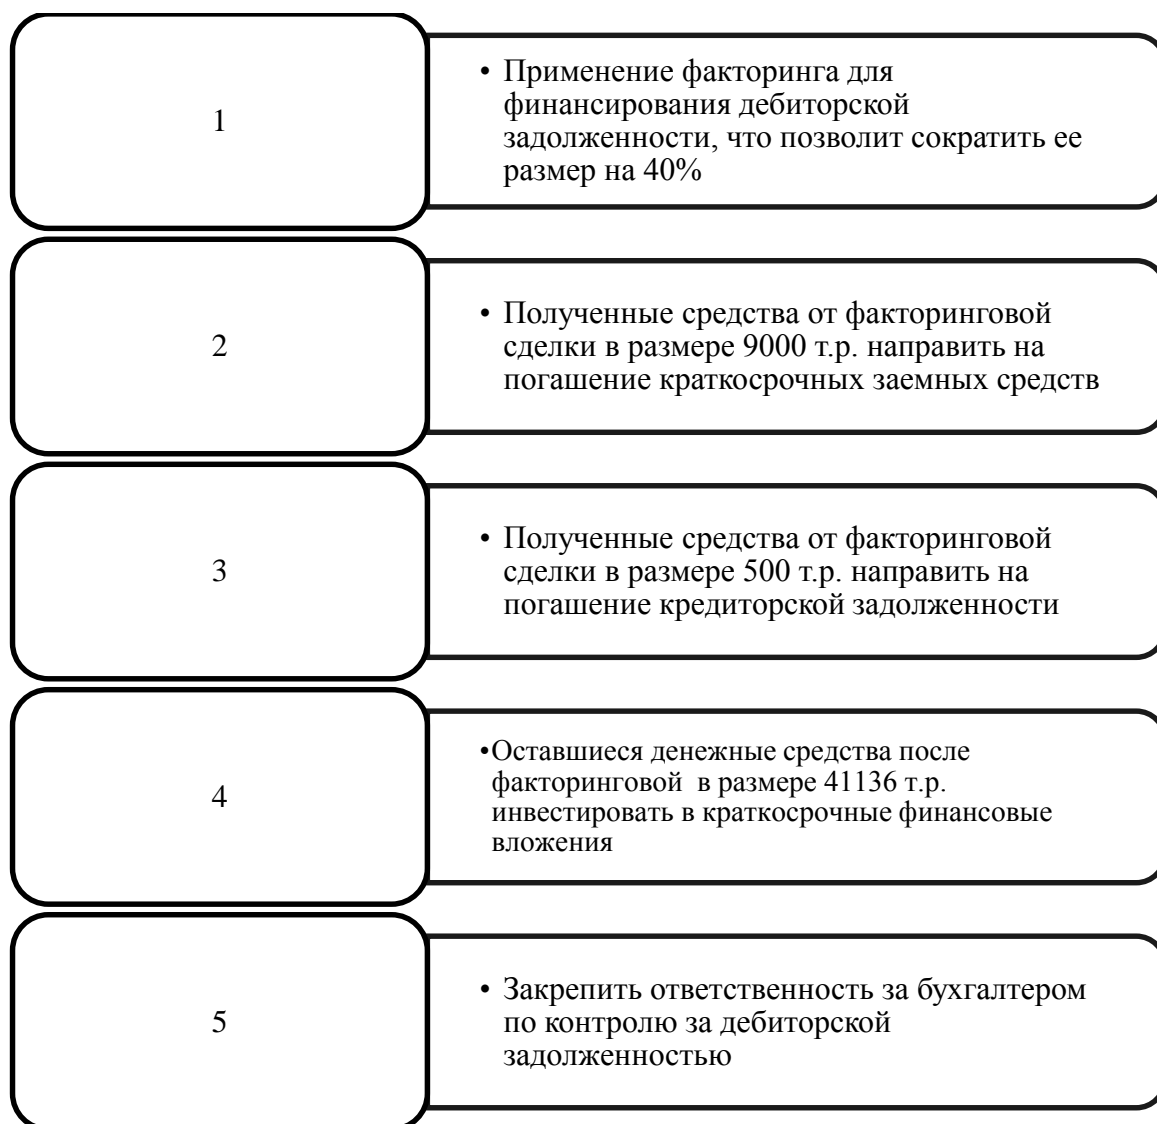 1
• Применение факторинга для
финансирования дебиторской
задолженности, что позволит сократить ее
размер на 40%
2
• Полученные средства от факторинговой
сделки в размере 9000 т.р. направить на
погашение краткосрочных заемных средств
3
• Полученные средства от факторинговой
сделки в размере 500 т.р. направить на
погашение кредиторской задолженности
4
•Оставшиеся денежные средства после
факторинговой  в размере 41136 т.р.
инвестировать в краткосрочные финансовые
вложения
5
• Закрепить ответственность за бухгалтером
по контролю за дебиторской
задолженностью